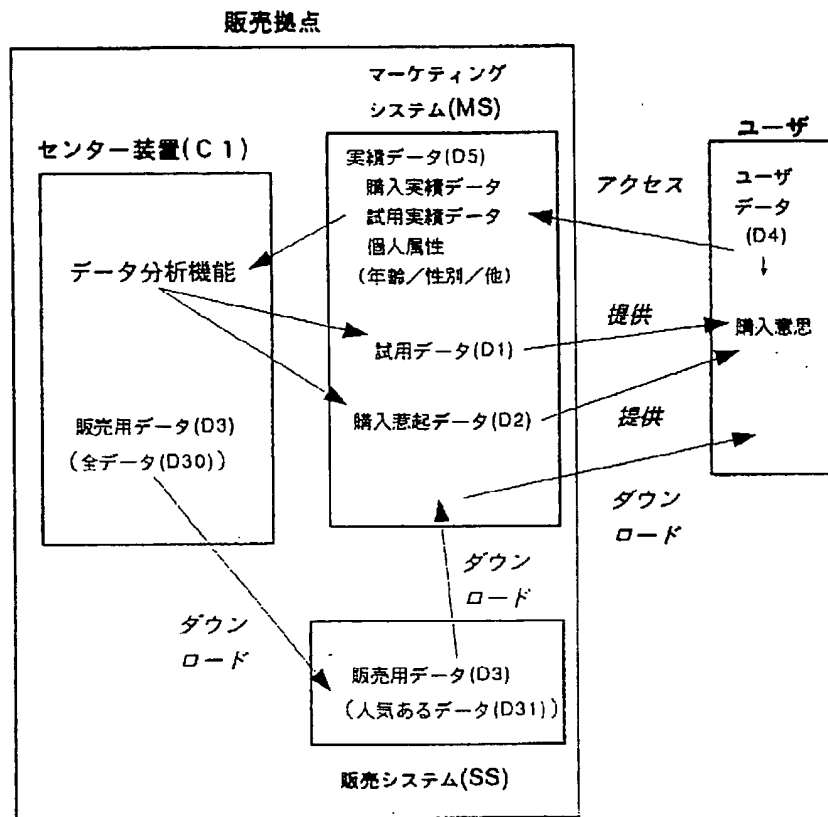 販売拠点
マーケティング
システム(MS)
センター装置(C1)
データ分析機能
販売用データ(D3)
(全データ(D30))
実績データ(D5)
購入実績データ
試用実績データ
個人属性
(年齢/性別/他)
試用データ(D1)
購入惹起データ(D2)
ユーザ
ユーザ
データ
(D4)
↓
購入意思
アクセス
提供
提供
ダウン
ロード
ダウン
ロード
ダウン
ロード
販売用データ(D3)
(人気あるデータ(D31))
販売システム(SS)